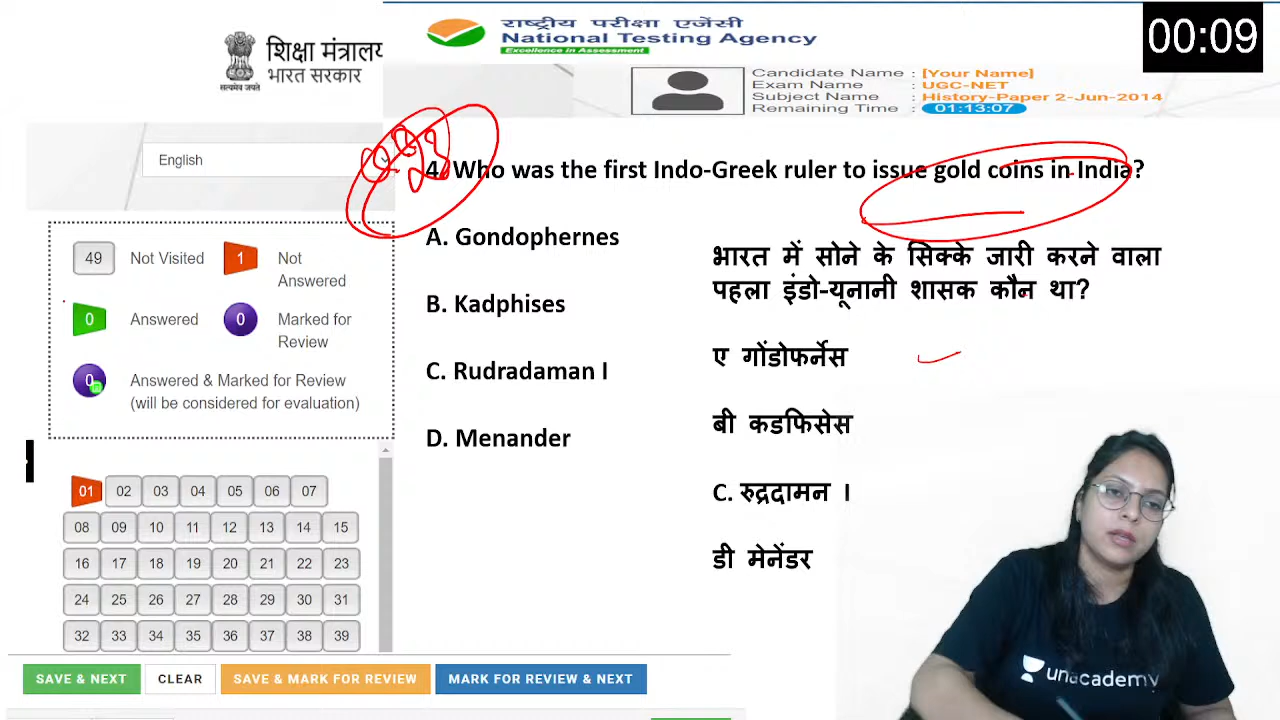 शिक्षा मंत्रालय
भारत सरकार
सत्यमेव जयते
राष्ट्रीय परीक्षा एजेंसी
National Testing Agency
Excellence in Assessment
00:09
Candidate Name : [Your Name]
Exam Name : UGC-NET
Subject Name : History-Paper 2-Jun-2014
Remaining Time : 01:13:07
English
49 Not Visited 1 Not Answered
0 Answered 0 Marked for Review
0 Answered & Marked for Review
(will be considered for evaluation)
4. Who was the first Indo-Greek ruler to issue gold coins in India?
A. Gondophernes
B. Kadphises
C. Rudradaman I
D. Menander
भारत में सोने के सिक्के जारी करने वाला
पहला इंडो-यूनानी शासक कौन था?
ए गोंडोफर्नेस
बी कडफिसेस
C. रुद्रदामन I
डी मेनेंडर
01 02 03 04 05 06 07
08 09 10 11 12 13 14 15
16 17 18 19 20 21 22 23
24 25 26 27 28 29 30 31
32 33 34 35 36 37 38 39
SAVE & NEXT CLEAR SAVE & MARK FOR REVIEW MARK FOR REVIEW & NEXT
unacademy